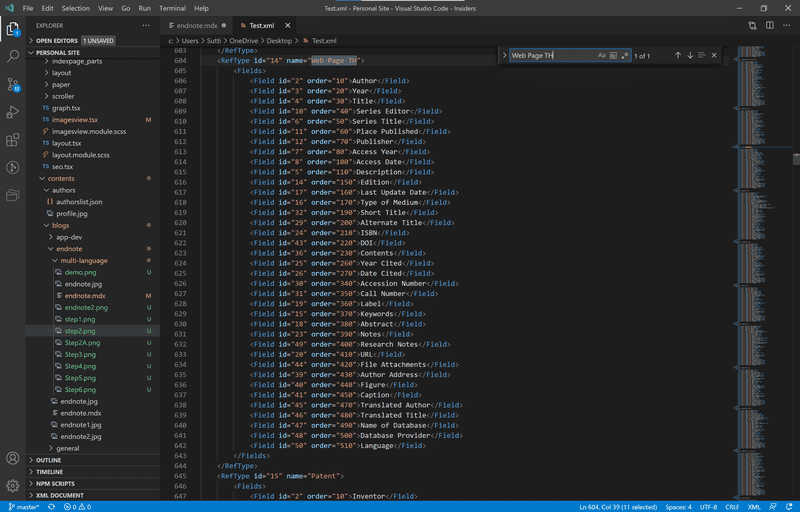 File Edit Selection View Go Run Terminal Help
Test.xml - Personal Site - Visual Studio Code - Insiders
EXPLORER
OPEN EDITORS 1 UNSAVED
PERSONAL SITE
indexpage_parts
layout
paper
scroller
TS graph.tsx
TS imagesview.tsx M
imagesview.module.scss
TS layout.tsx
layout.module.scss
TS seo.tsx
contents
authors
{} authorslist.json
profile.jpg
blogs
app-dev
endnote
multi-language
demo.png U
endnote.jpg
endnote.mdx M
endnote2.png U
step1.png U
step2.png U
Step2A.png U
Step3.png U
Step4.png U
Step5.png U
Step6.png U
endnote.jpg
endnote.mdx
endnote1.jpg
endnote2.jpg
general
OUTLINE
TIMELINE
NPM SCRIPTS
XML DOCUMENT
endnote.mdx
Test.xml
c: > Users > Sutti > OneDrive > Desktop > Test.xml
Web Page TH Aa 1 of 1
603 </RefType>
604 <RefType id="14" name="Web Page TH">
605 <Fields>
606 <Field id="2" order="10">Author</Field>
607 <Field id="3" order="20">Year</Field>
608 <Field id="4" order="30">Title</Field>
609 <Field id="10" order="40">Series Editor</Field>
610 <Field id="6" order="50">Series Title</Field>
611 <Field id="11" order="60">Place Published</Field>
612 <Field id="12" order="70">Publisher</Field>
613 <Field id="7" order="80">Access Year</Field>
614 <Field id="8" order="100">Access Date</Field>
615 <Field id="5" order="110">Description</Field>
616 <Field id="14" order="150">Edition</Field>
617 <Field id="17" order="160">Last Update Date</Field>
618 <Field id="16" order="170">Type of Medium</Field>
619 <Field id="32" order="190">Short Title</Field>
620 <Field id="29" order="200">Alternate Title</Field>
621 <Field id="24" order="210">ISBN</Field>
622 <Field id="43" order="220">DOI</Field>
623 <Field id="36" order="230">Contents</Field>
624 <Field id="25" order="260">Year Cited</Field>
625 <Field id="26" order="270">Date Cited</Field>
626 <Field id="30" order="340">Accession Number</Field>
627 <Field id="31" order="350">Call Number</Field>
628 <Field id="19" order="360">Label</Field>
629 <Field id="15" order="370">Keywords</Field>
630 <Field id="18" order="380">Abstract</Field>
631 <Field id="23" order="390">Notes</Field>
632 <Field id="49" order="400">Research Notes</Field>
633 <Field id="20" order="410">URL</Field>
634 <Field id="44" order="420">File Attachments</Field>
635 <Field id="39" order="430">Author Address</Field>
636 <Field id="40" order="440">Figure</Field>
637 <Field id="41" order="450">Caption</Field>
638 <Field id="45" order="470">Translated Author</Field>
639 <Field id="46" order="480">Translated Title</Field>
640 <Field id="47" order="490">Name of Database</Field>
641 <Field id="48" order="500">Database Provider</Field>
642 <Field id="50" order="510">Language</Field>
643 </Fields>
644 </RefType>
645 <RefType id="15" name="Patent">
646 <Fields>
647 <Field id="2" order="10">Inventor</Field>
master* 0 0
Ln 604, Col 39 (11 selected) Spaces: 4 UTF-8 CRLF XML